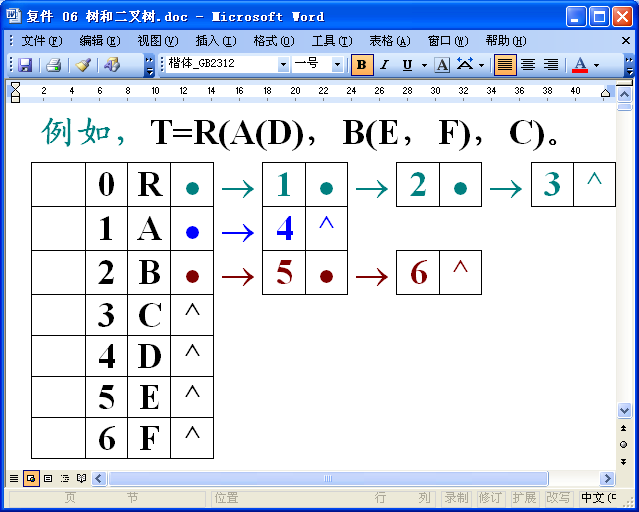 复件 06 树和二叉树.doc - Microsoft Word
文件(F) 编辑(E) 视图(V) 插入(I) 格式(O) 工具(T) 表格(A) 窗口(W) 帮助(H)
楷体_GB2312 一号 B I U A A
2 4 6 8 10 12 14 16 18 20 22 24 26 28 30 32 34 36 38 40
例如，T=R(A(D)，B(E，F)，C)。
0 R • → 1 • → 2 • → 3 ^
1 A • → 4 ^
2 B • → 5 • → 6 ^
3 C ^
4 D ^
5 E ^
6 F ^
页 节 位置 行 列 录制 修订 扩展 改写 中文(中